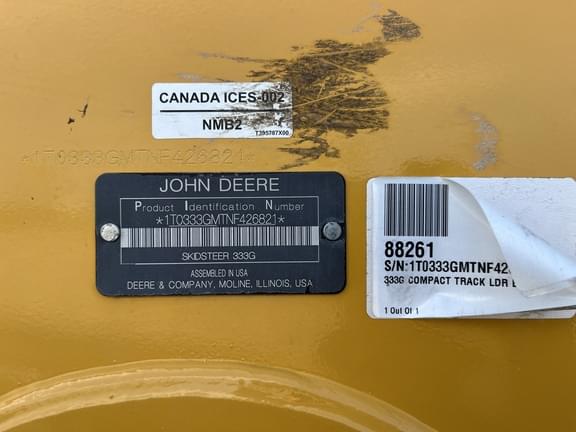 CANADA ICES-002
NMB2
T395787X00
*1T0333GMTNF426821*
JOHN DEERE
Product Identification Number
*1T0333GMTNF426821*
SKIDSTEER 333G
ASSEMBLED IN USA
DEERE & COMPANY, MOLINE, ILLINOIS, USA
88261
S/N:1T0333GMTNF42
333G COMPACT TRACK LDR
1 Out Of 1